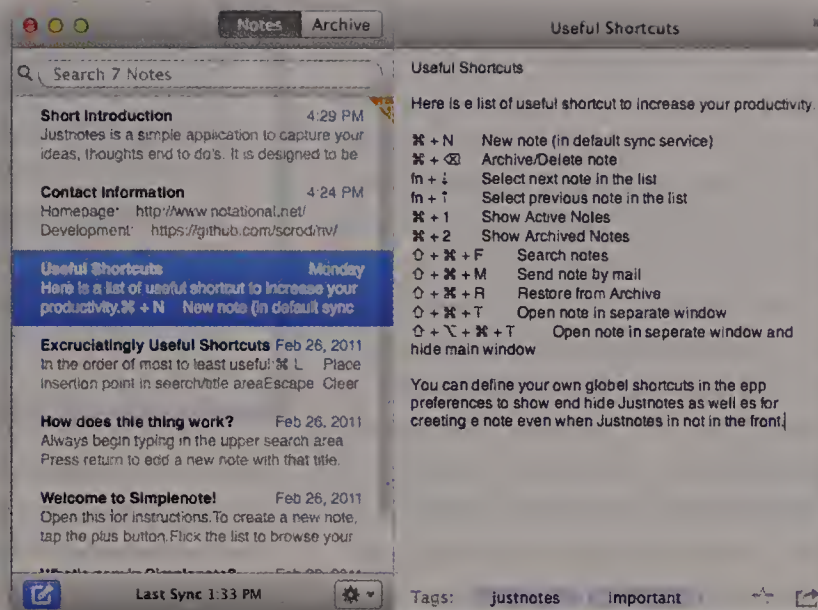 Notes Archive
Search 7 Notes
Short Introduction 4:29 PM
Justnotes is a simple application to capture your
ideas, thoughts end to do's. It is designed to be
Contact Information 4:24 PM
Homepage: http://www.notational.net/
Development: https://github.com/scrod/nv/
Useful Shortcuts Monday
Here is a list of useful shortcut to increase your
productivity.⌘ + N New note (in default sync
Excruciatingly Useful Shortcuts Feb 26, 2011
In the order of most to least useful:⌘ L Place
insertion point in seerch/title areaEscape Cleer
How does thie thing work? Feb 26, 2011
Always begin typing in the upper search area
Press return to edd a new note with that title.
Welcome to Simplenote! Feb 26, 2011
Open this for instructions.To create a new note,
tap the plus button.Flick the list to browse your
Last Sync 1:33 PM
Useful Shortcuts
Useful Shortcuts
Here is e list of useful shortcut to increase your productivity.
⌘ + N New note (in default sync service)
⌘ + ⌫ Archive/Delete note
fn + ⇣ Select next note in the list
fn + ⇡ Select previous note in the list
⌘ + 1 Show Active Notes
⌘ + 2 Show Archived Notes
⇧ + ⌘ + F Search notes
⇧ + ⌘ + M Send note by mail
⇧ + ⌘ + R Restore from Archive
⇧ + ⌘ + T Open note in separate window
⇧ + ⌥ + ⌘ + T Open note in seperate window and
hide main window
You can define your own global shortcuts in the epp
preferences to show end hide Justnotes as well es for
creeting e note even when Justnotes in not in the front.
Tags: justnotes important